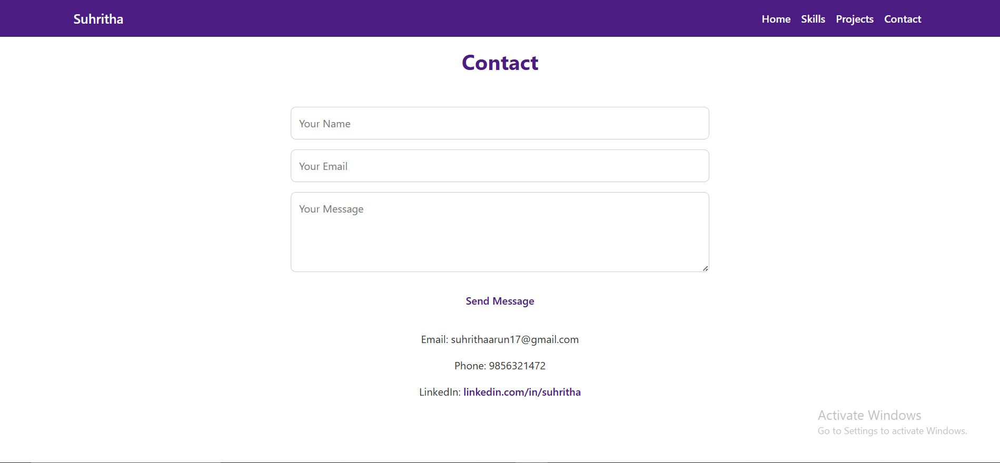 Suhritha
Home Skills Projects Contact
Contact
Your Name
Your Email
Your Message
Send Message
Email: suhrithaarun17@gmail.com
Phone: 9856321472
LinkedIn: linkedin.com/in/suhritha
Activate Windows
Go to Settings to activate Windows.